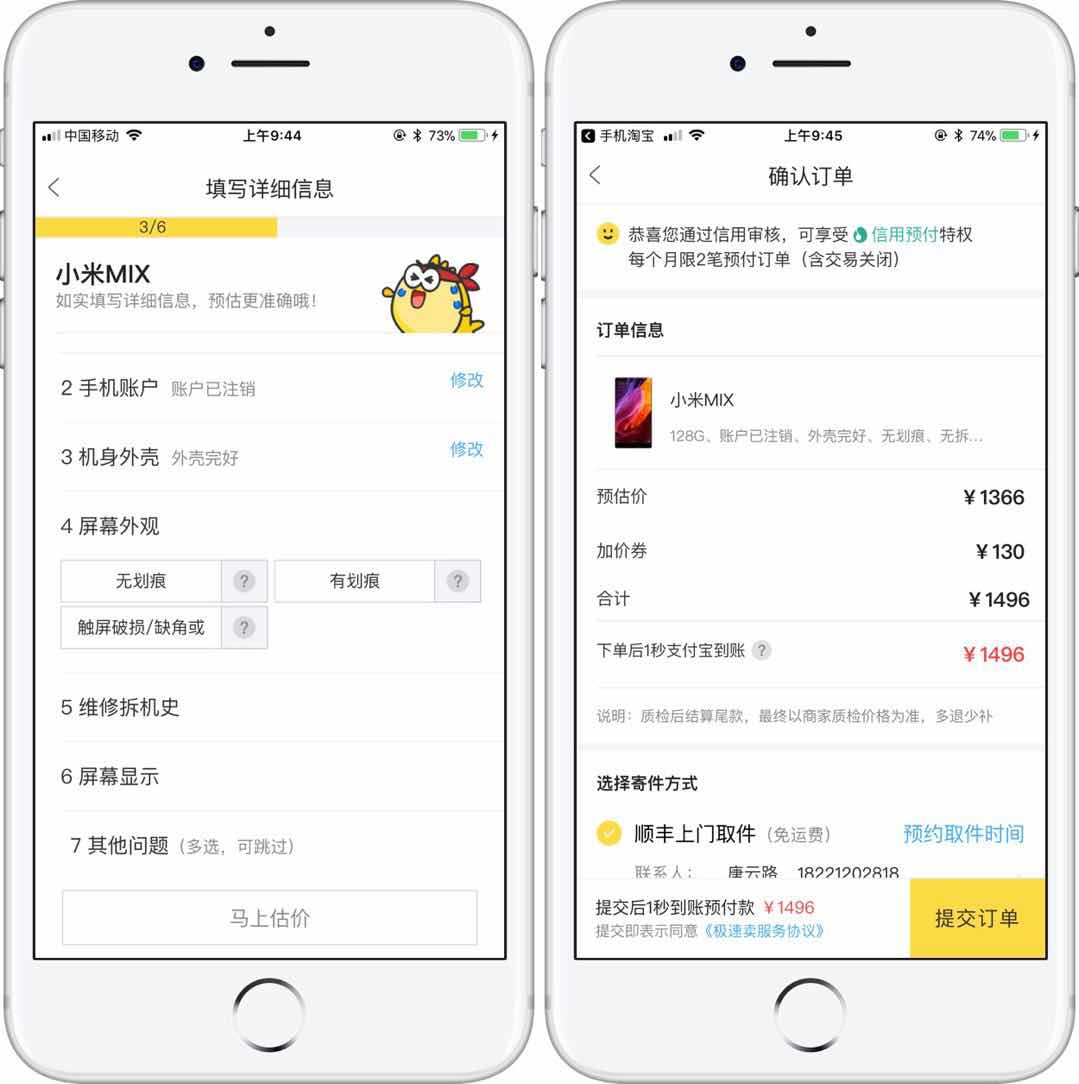 中国移动
上午9:44
73%
填写详细信息
3/6
小米MIX
如实填写详细信息，预估更准确哦！
2 手机账户 账户已注销 修改
3 机身外壳 外壳完好 修改
4 屏幕外观
无划痕 ? 有划痕 ?
触屏破损/缺角或 ?
5 维修拆机史
6 屏幕显示
7 其他问题（多选，可跳过）
马上估价
手机淘宝
上午9:45
74%
确认订单
恭喜您通过信用审核，可享受 信用预付特权
每个月限2笔预付订单（含交易关闭）
订单信息
小米MIX
128G、账户已注销、外壳完好、无划痕、无拆...
预估价 ¥1366
加价券 ¥130
合计 ¥1496
下单后1秒支付宝到账 ? ¥1496
说明：质检后结算尾款，最终以商家质检价格为准，多退少补
选择寄件方式
顺丰上门取件（免运费） 预约取件时间
联系人： 唐云路 18221202818
提交后1秒到账预付款 ¥1496
提交即表示同意《极速卖服务协议》
提交订单